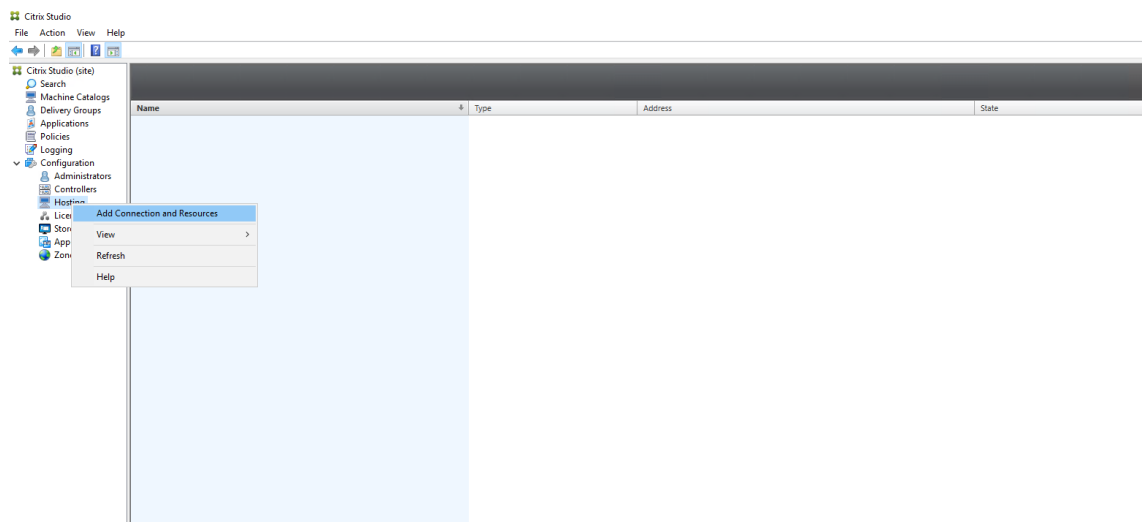 Citrix Studio
File Action View Help
Citrix Studio (site)
Search
Machine Catalogs
Delivery Groups
Applications
Policies
Logging
Configuration
Administrators
Controllers
Hosting
Add Connection and Resources
View
Refresh
Help
Name Type Address State